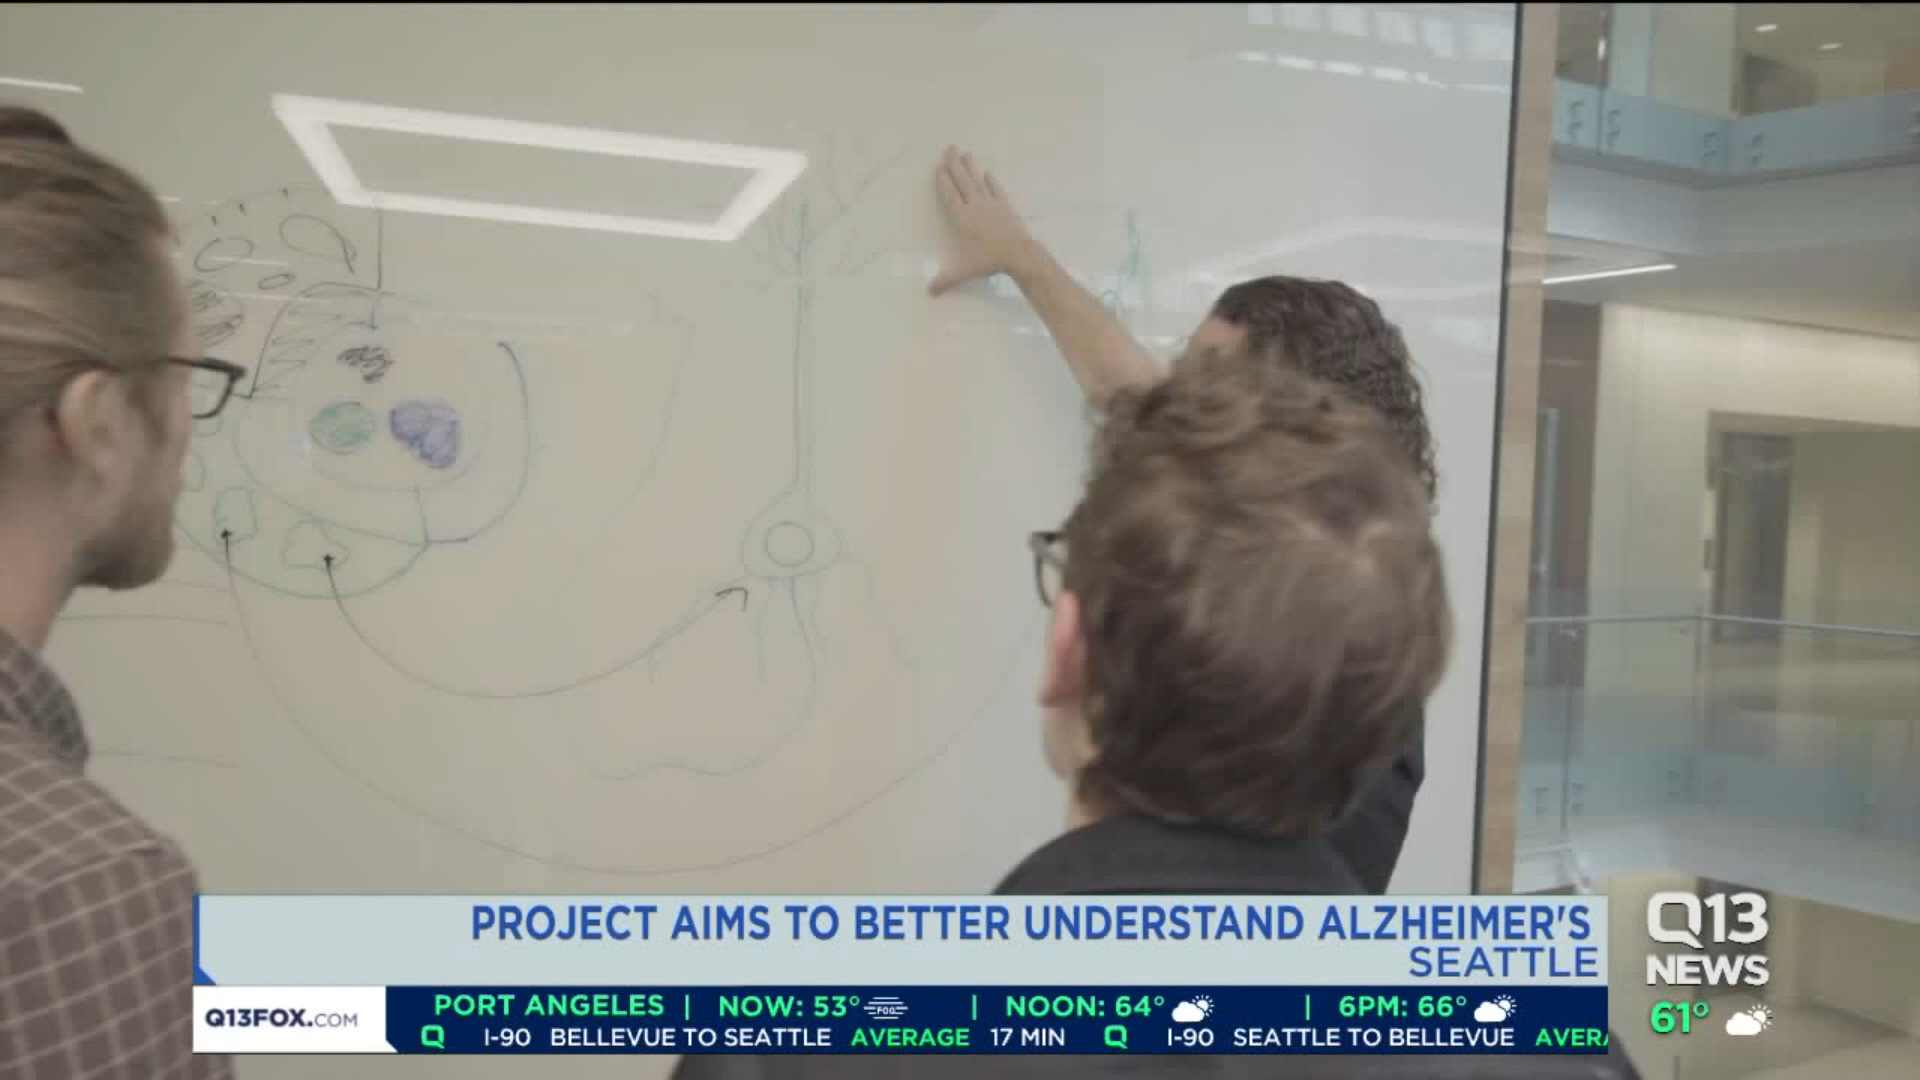 PROJECT AIMS TO BETTER UNDERSTAND ALZHEIMER'S
SEATTLE
Q13
NEWS
61°
Q13FOX.COM
PORT ANGELES | NOW: 53° FOG | NOON: 64° | 6PM: 66°
Q I-90 BELLEVUE TO SEATTLE AVERAGE 17 MIN Q I-90 SEATTLE TO BELLEVUE AVERA